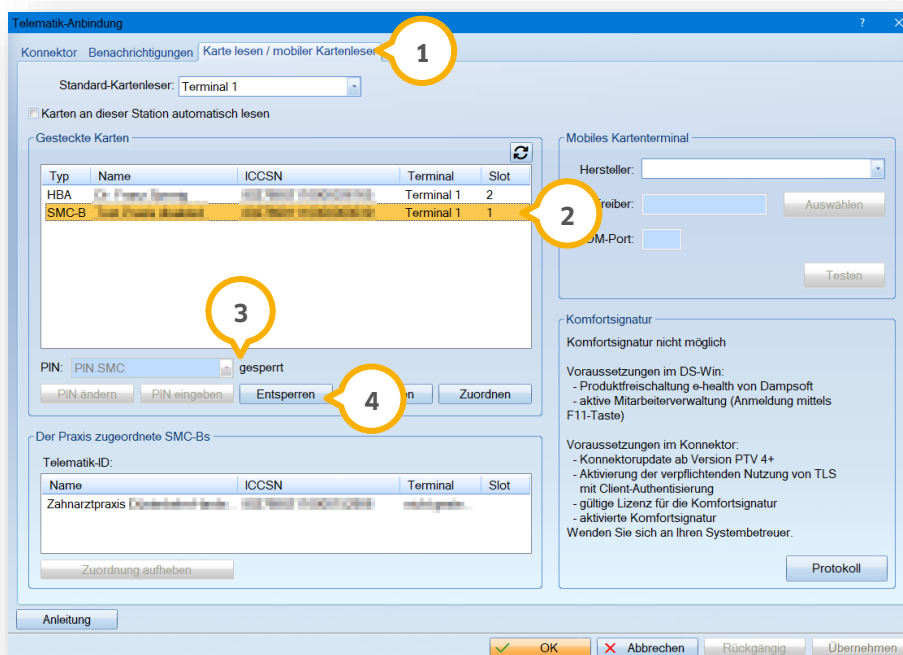 Telematik-Anbindung
Konnektor Benachrichtigungen Karte lesen / mobiler Kartenleser
1
Standard-Kartenleser: Terminal 1
Karten an dieser Station automatisch lesen
Gesteckte Karten
Typ Name ICCSN Terminal Slot
HBA Terminal 1 2
SMC-B Terminal 1 1
2
3
PIN: PIN.SMC gesperrt
PIN ändern PIN eingeben Entsperren Zuordnen
4
Der Praxis zugeordnete SMC-Bs
Telematik-ID:
Name ICCSN Terminal Slot
Zahnarztpraxis
Zuordnung aufheben
Mobiles Kartenterminal
Hersteller:
Auswählen
Testen
Komfortsignatur
Komfortsignatur nicht möglich
Voraussetzungen im DS-Win:
- Produktfreischaltung e-health von Dampsoft
- aktive Mitarbeiterverwaltung (Anmeldung mittels
F11-Taste)
Voraussetzungen im Konnektor:
- Konnektorupdate ab Version PTV 4+
- Aktivierung der verpflichtenden Nutzung von TLS
mit Client-Authentisierung
- gültige Lizenz für die Komfortsignatur
- aktivierte Komfortsignatur
Wenden Sie sich an Ihren Systembetreuer.
Protokoll
Anleitung
OK Abbrechen Rückgängig Übernehmen